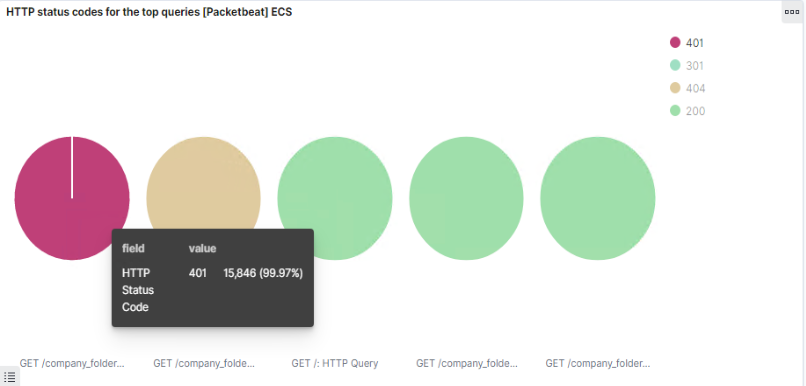 HTTP status codes for the top queries [Packetbeat] ECS
401
301
404
200
field value
HTTP Status Code 401 15,846 (99.97%)
GET /company_folder...
GET /company_folde...
GET /: HTTP Query
GET /company_folde...
GET /company_folder...